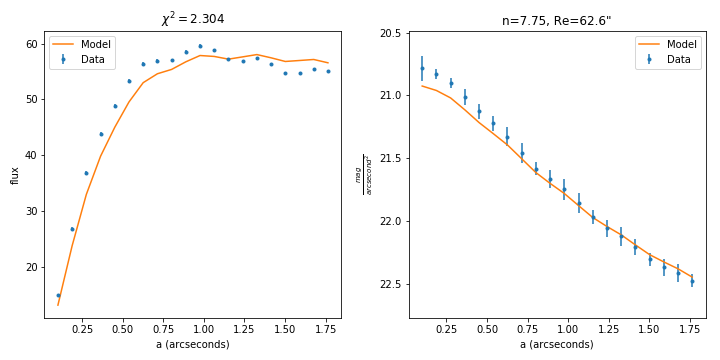 χ² = 2.304
60
50
40
30
20
flux
0.25 0.50 0.75 1.00 1.25 1.50 1.75
a (arcseconds)
Model
Data
n=7.75, Re=62.6"
20.5
21.0
21.5
22.0
22.5
mag
arcsecond²
0.25 0.50 0.75 1.00 1.25 1.50 1.75
a (arcseconds)
Model
Data